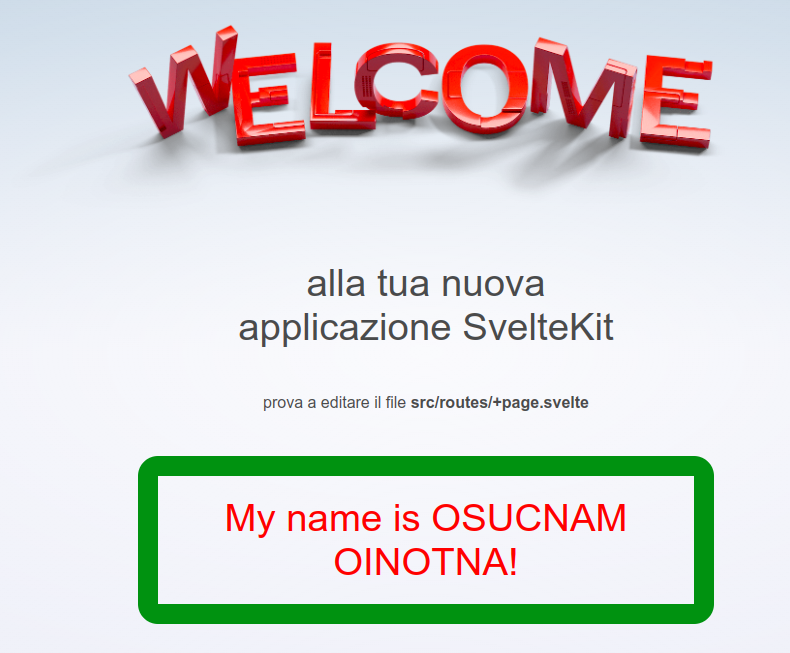 WELCOME
alla tua nuova
applicazione SvelteKit
prova a editare il file src/routes/+page.svelte
My name is OSUCNAM
OINOTNA!